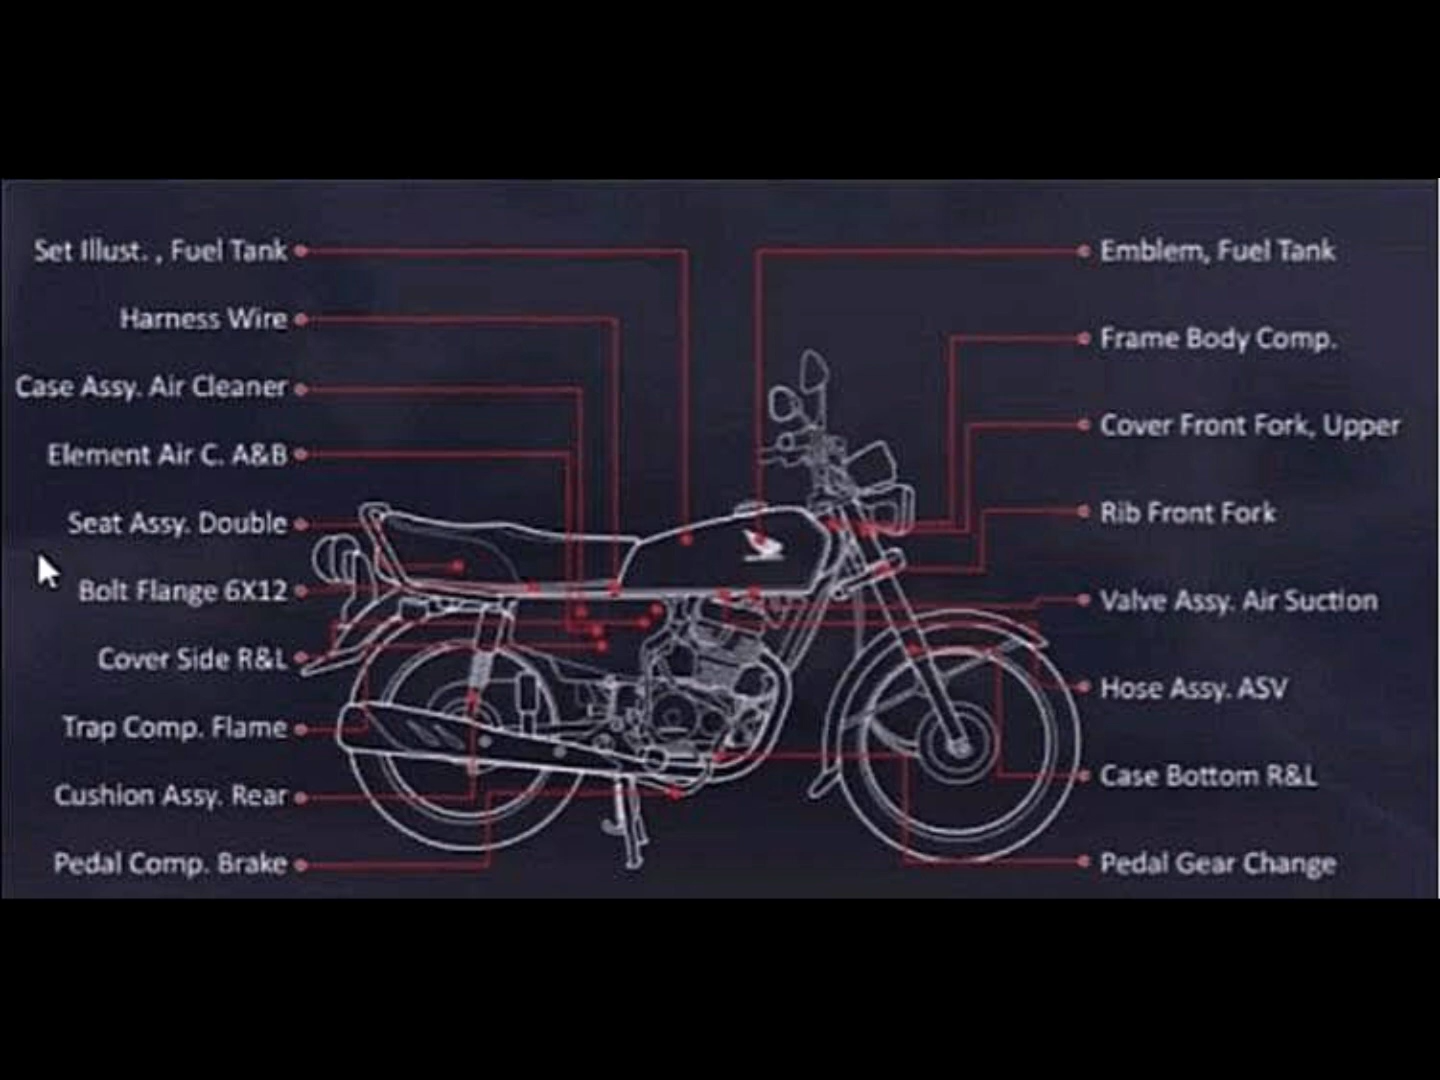 Set Illust. , Fuel Tank
Harness Wire
Case Assy. Air Cleaner
Element Air C. A&B
Seat Assy. Double
Bolt Flange 6X12
Cover Side R&L
Trap Comp. Flame
Cushion Assy. Rear
Pedal Comp. Brake
Emblem, Fuel Tank
Frame Body Comp.
Cover Front Fork, Upper
Rib Front Fork
Valve Assy. Air Suction
Hose Assy. ASV
Case Bottom R&L
Pedal Gear Change